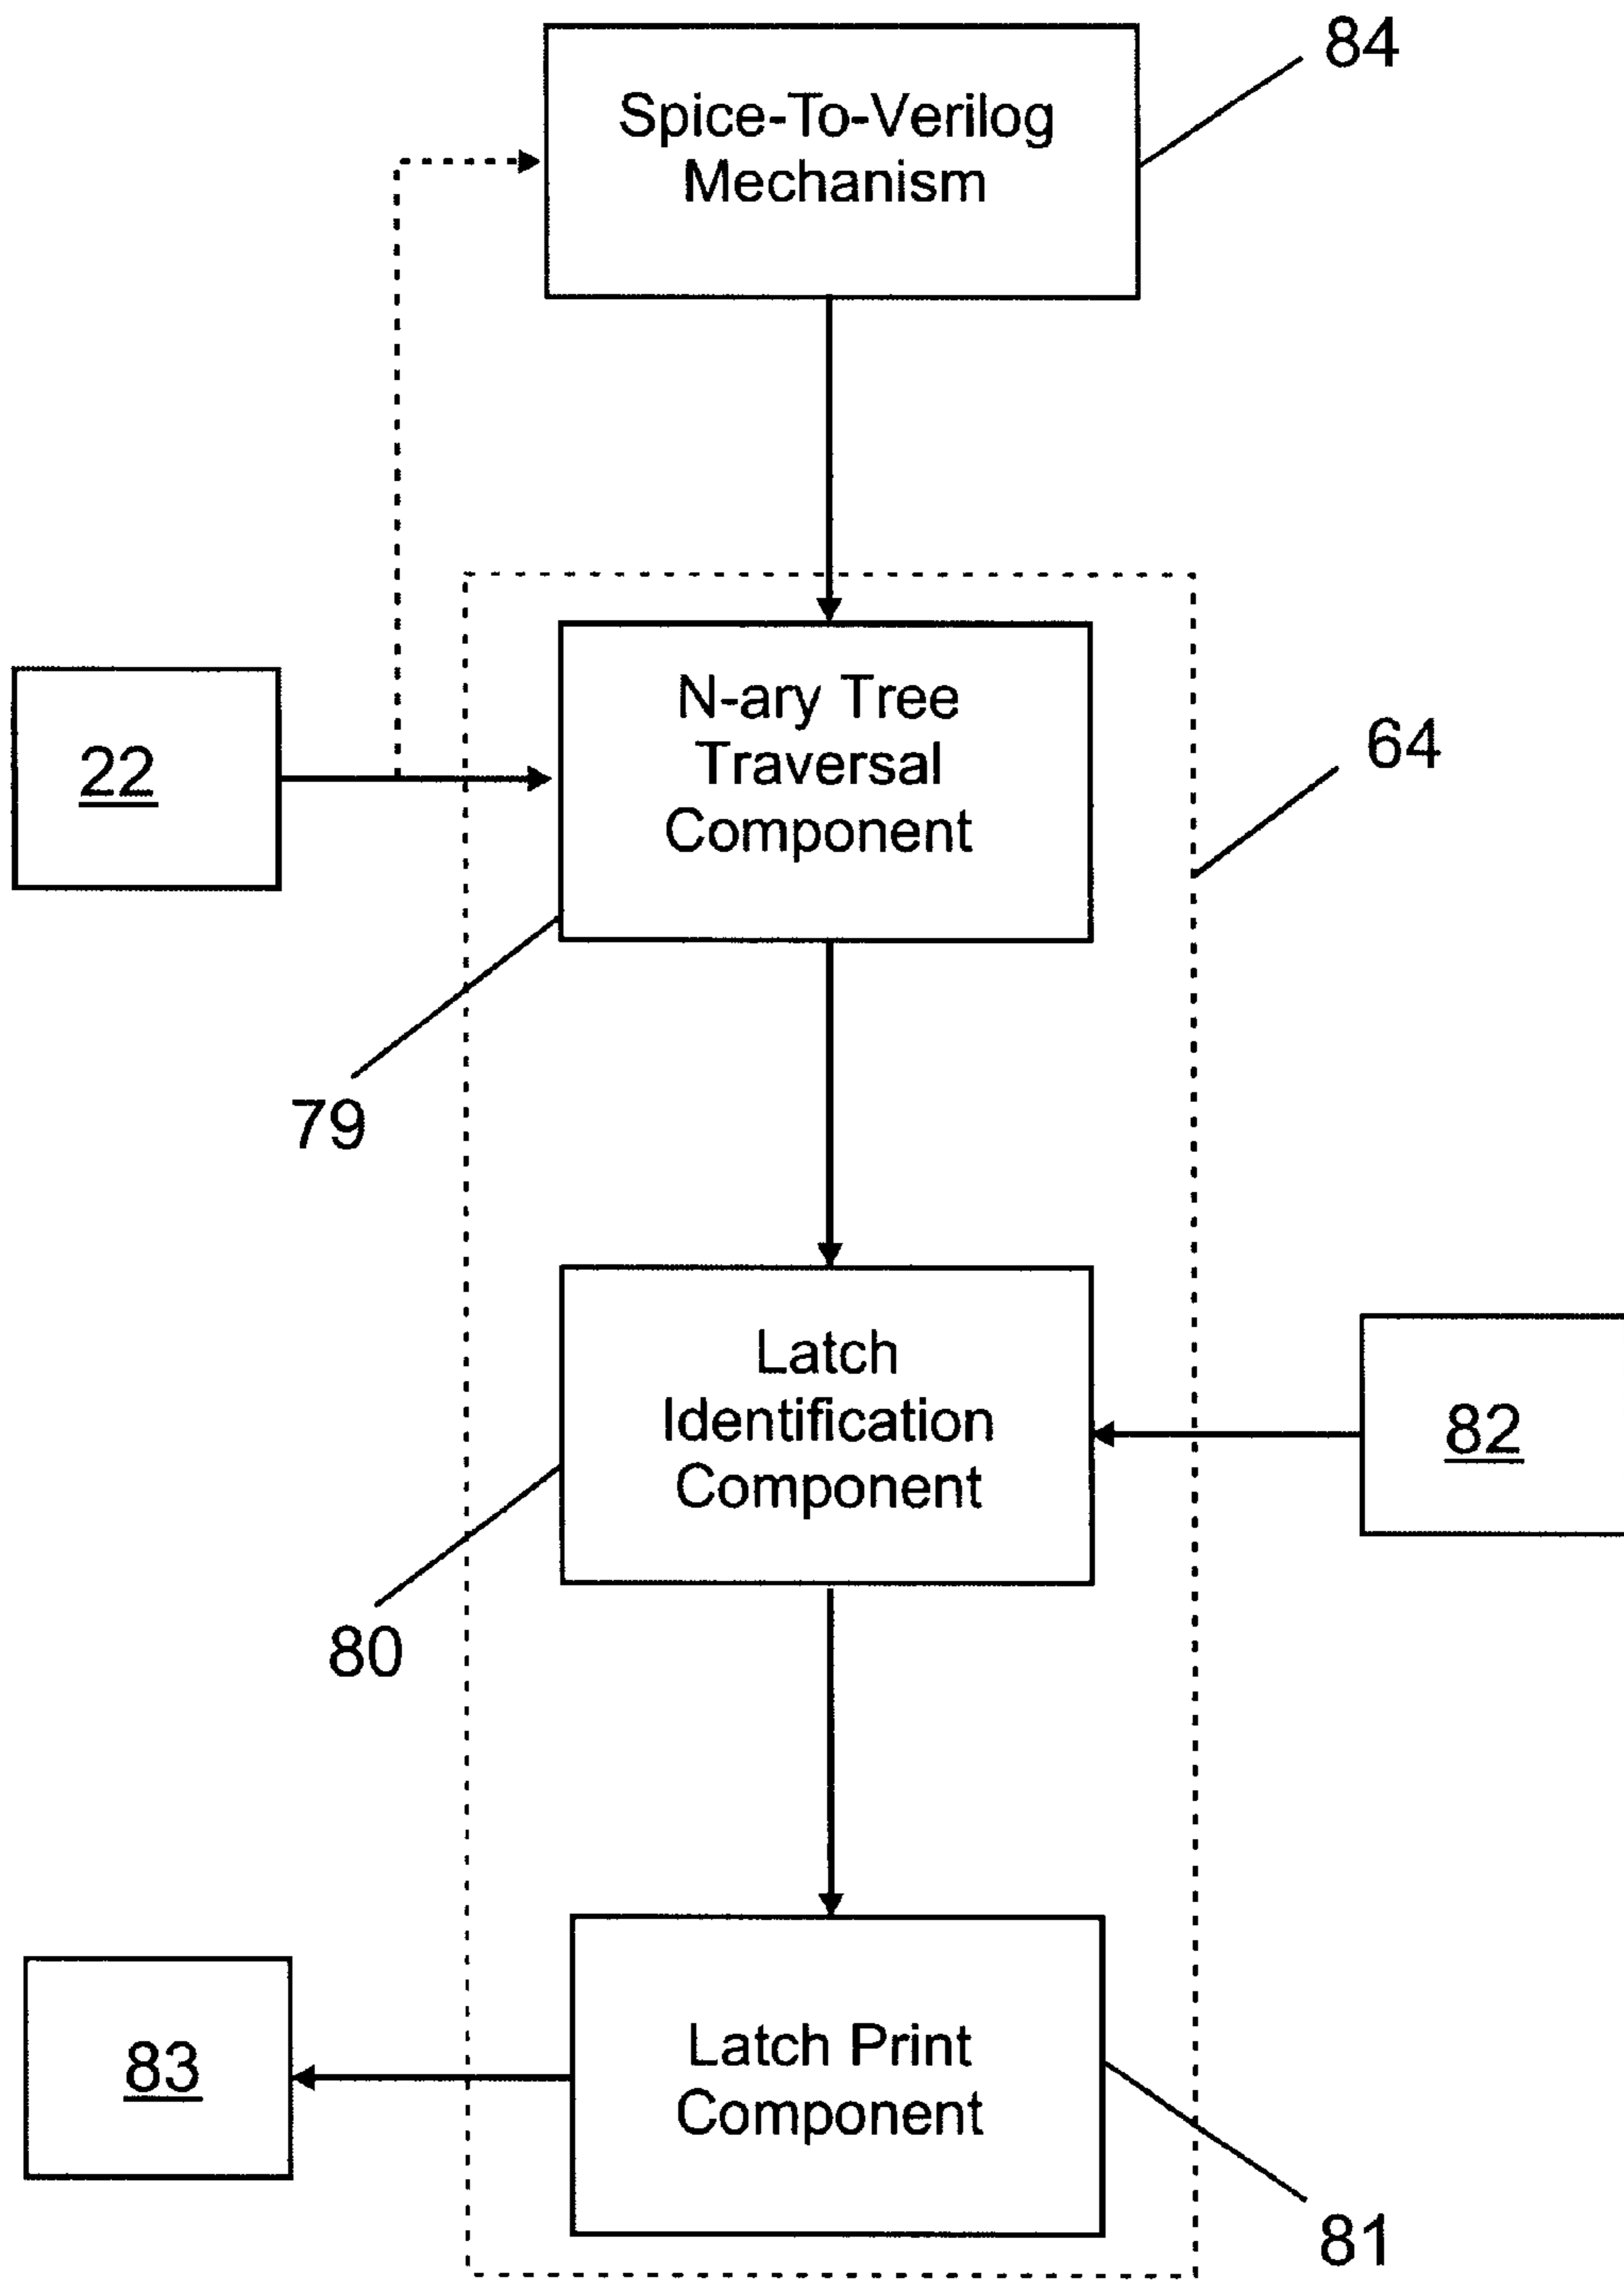 84
Spice-To-Verilog
Mechanism
N-ary Tree
Traversal
Component
64
22
79
Latch
Identification
Component
82
80
Latch Print
Component
83
81